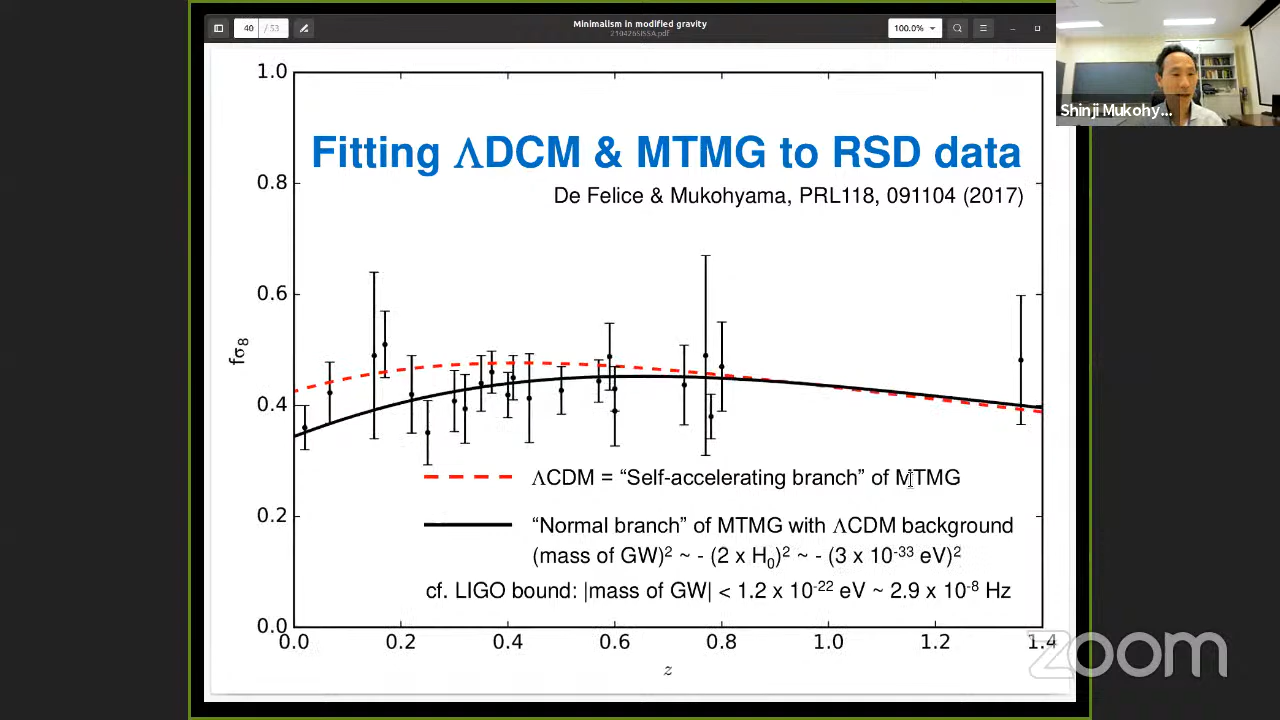 40 / 53
Minimalism in modified gravity
210426SISSA.pdf
100.0%
Shinji Mukohy...
Fitting ΛDCM & MTMG to RSD data
De Felice & Mukohyama, PRL118, 091104 (2017)
1.0
0.8
0.6
0.4
0.2
0.0
fσ8
ΛCDM = “Self-accelerating branch” of MTMG
“Normal branch” of MTMG with ΛCDM background
(mass of GW)² ~ - (2 x H₀)² ~ - (3 x 10⁻³³ eV)²
cf. LIGO bound: |mass of GW| < 1.2 x 10⁻²² eV ~ 2.9 x 10⁻⁸ Hz
0.0 0.2 0.4 0.6 0.8 1.0 1.2 1.4
z
zoom